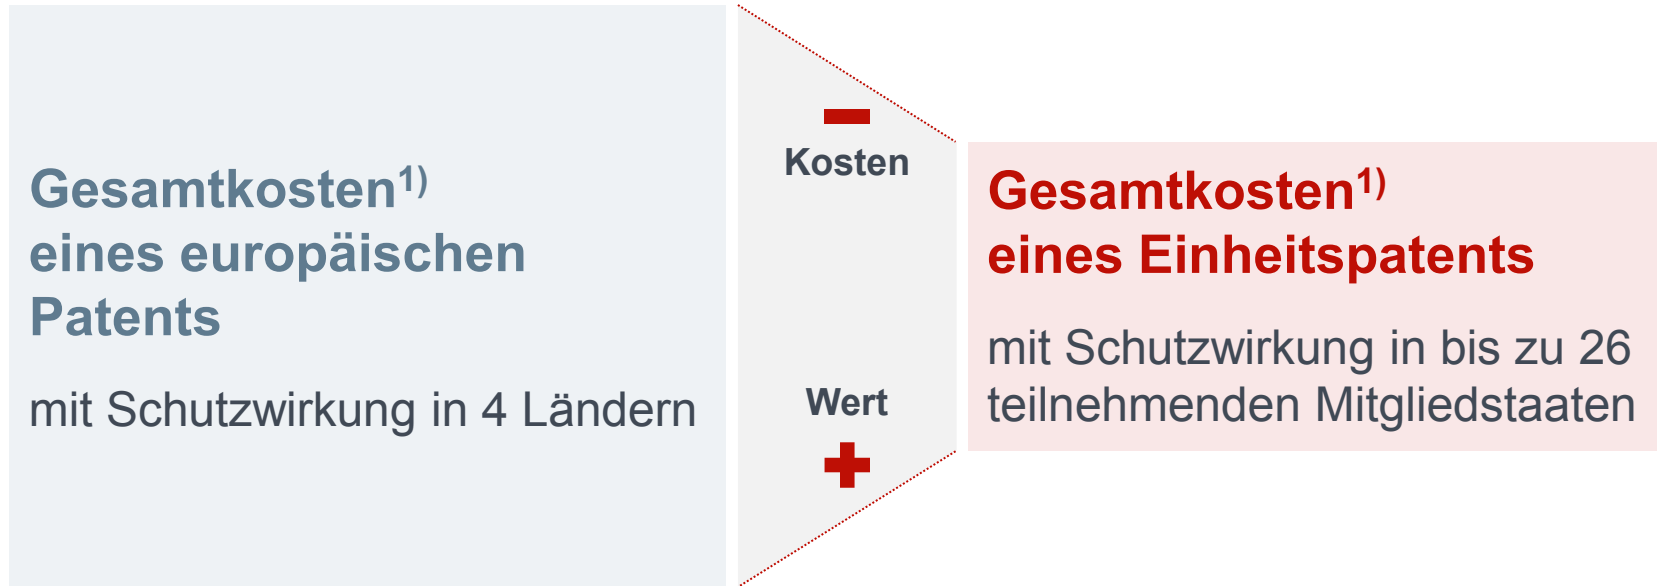 Gesamtkosten1)
eines europäischen
Patents
mit Schutzwirkung in 4 Ländern
Kosten
Wert
Gesamtkosten1)
eines Einheitspatents
mit Schutzwirkung in bis zu 26
teilnehmenden Mitgliedstaaten